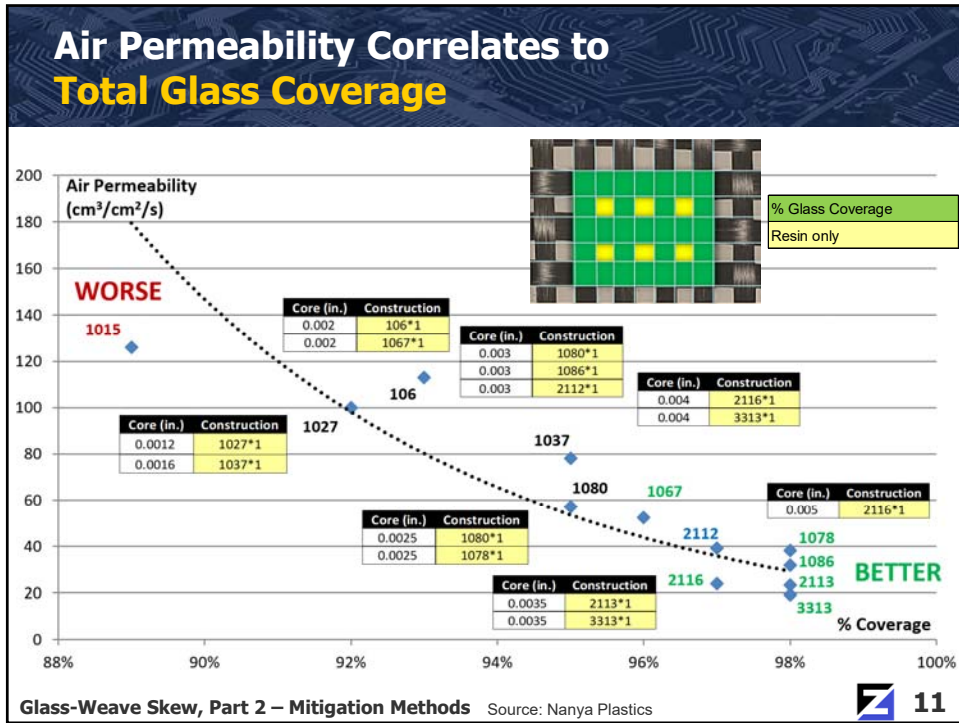 Air Permeability Correlates to
Total Glass Coverage
% Glass Coverage
Resin only
200
180
160
140
120
100
80
60
40
20
0
Air Permeability
(cm³/cm²/s)
WORSE
1015
Core (in.) Construction
0.002 106*1
0.002 1067*1
106
1027
Core (in.) Construction
0.0012 1027*1
0.0016 1037*1
Core (in.) Construction
0.003 1080*1
0.003 1086*1
0.003 2112*1
Core (in.) Construction
0.004 2116*1
0.004 3313*1
1037
1080
1067
Core (in.) Construction
0.005 2116*1
Core (in.) Construction
0.0025 1080*1
0.0025 1078*1
2112
1078
1086
BETTER
2116
2113
3313
Core (in.) Construction
0.0035 2113*1
0.0035 3313*1
% Coverage
88% 90% 92% 94% 96% 98% 100%
Glass-Weave Skew, Part 2 – Mitigation Methods Source: Nanya Plastics
Z 11